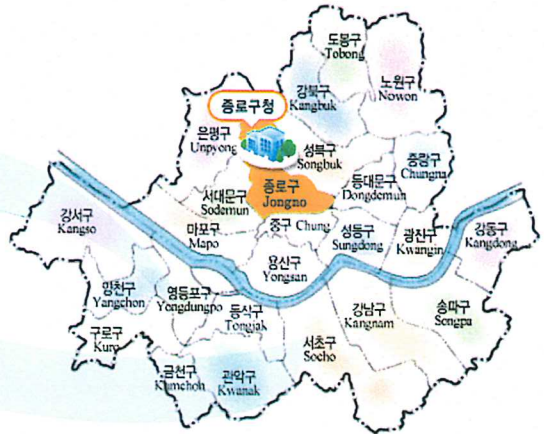 도봉구
Tobong
노원구
Nowon
강북구
Kangbuk
종로구청
은평구
Unpyong
성북구
Songbuk
중랑구
Chungna
동대문구
Dongdemun
종로구
Jongno
서대문구
Sodemun
강서구
Kangso
마포구
Mapo
중구 Chung
성동구
Sungdong
광진구
Kwangin
강동구
Kangdong
용산구
Yongsan
양천구
Yangchon
영등포구
Yongdungpo
동작구
Tongjak
강남구
Kangnam
송파구
Songpa
구로구
Kuro
서초구
Socho
금천구
Kumchon
관악구
Kwanak